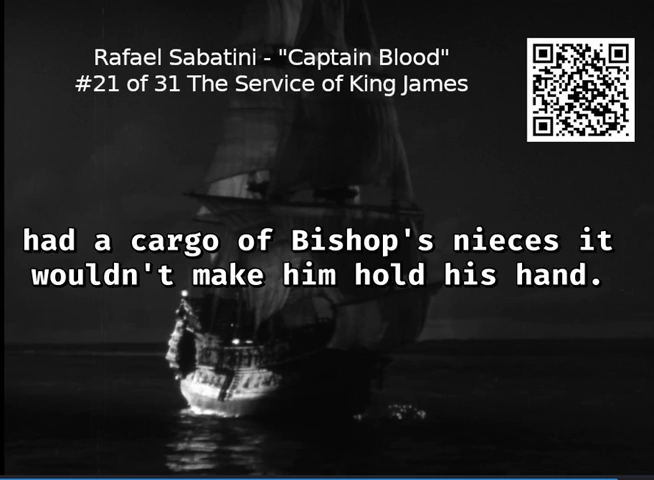 Rafael Sabatini - "Captain Blood"
#21 of 31 The Service of King James
had a cargo of Bishop's nieces it
wouldn't make him hold his hand.